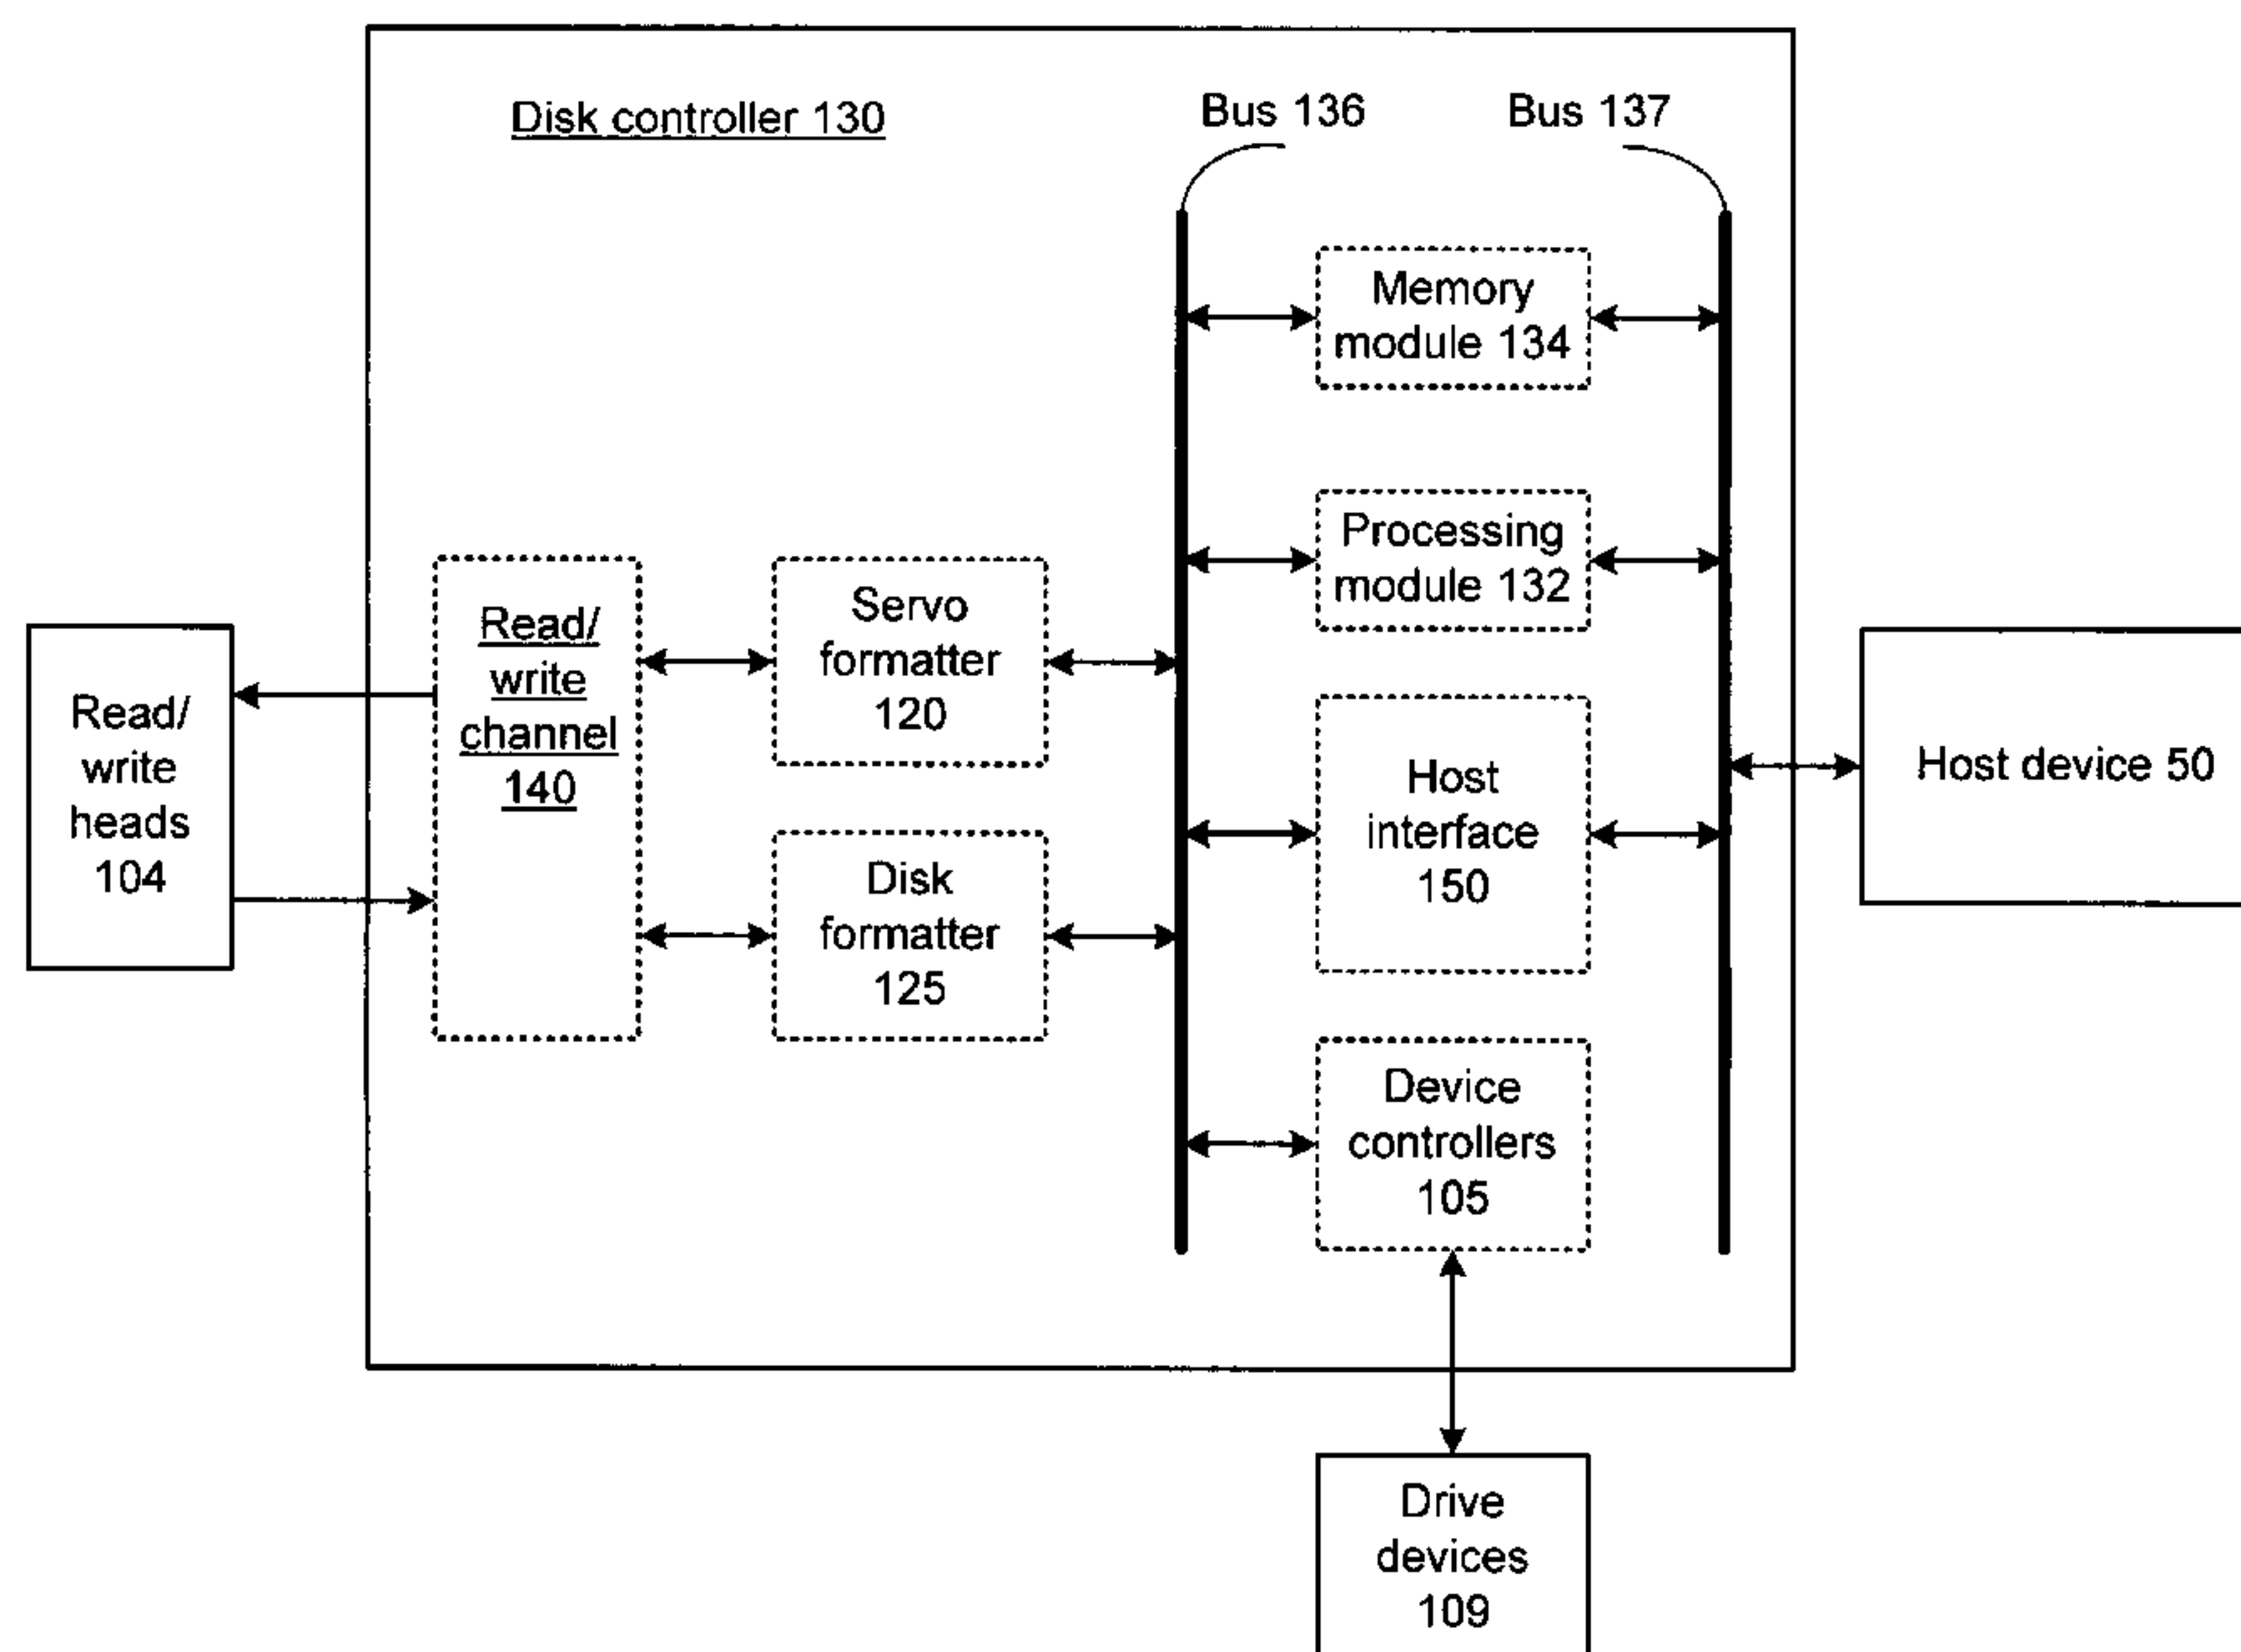 Disk controller 130
Bus 136
Bus 137
Memory
module 134
Processing
module 132
Read/
write
channel
140
Servo
formatter
120
Read/
write
heads
104
Host
interface
150
Host device 50
Disk
formatter
125
Device
controllers
105
Drive
devices
109